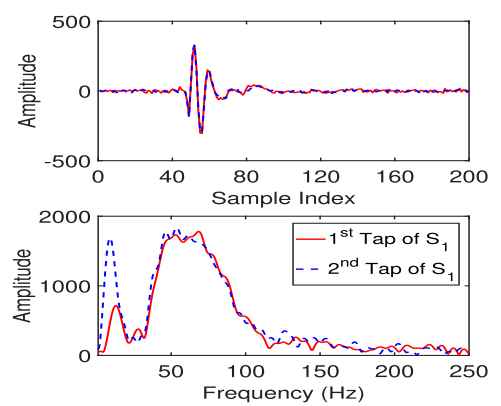 500
0
-500
Amplitude
0 40 80 120 160 200
Sample Index
2000
1000
0
Amplitude
1st Tap of S1
2nd Tap of S1
50 100 150 200 250
Frequency (Hz)